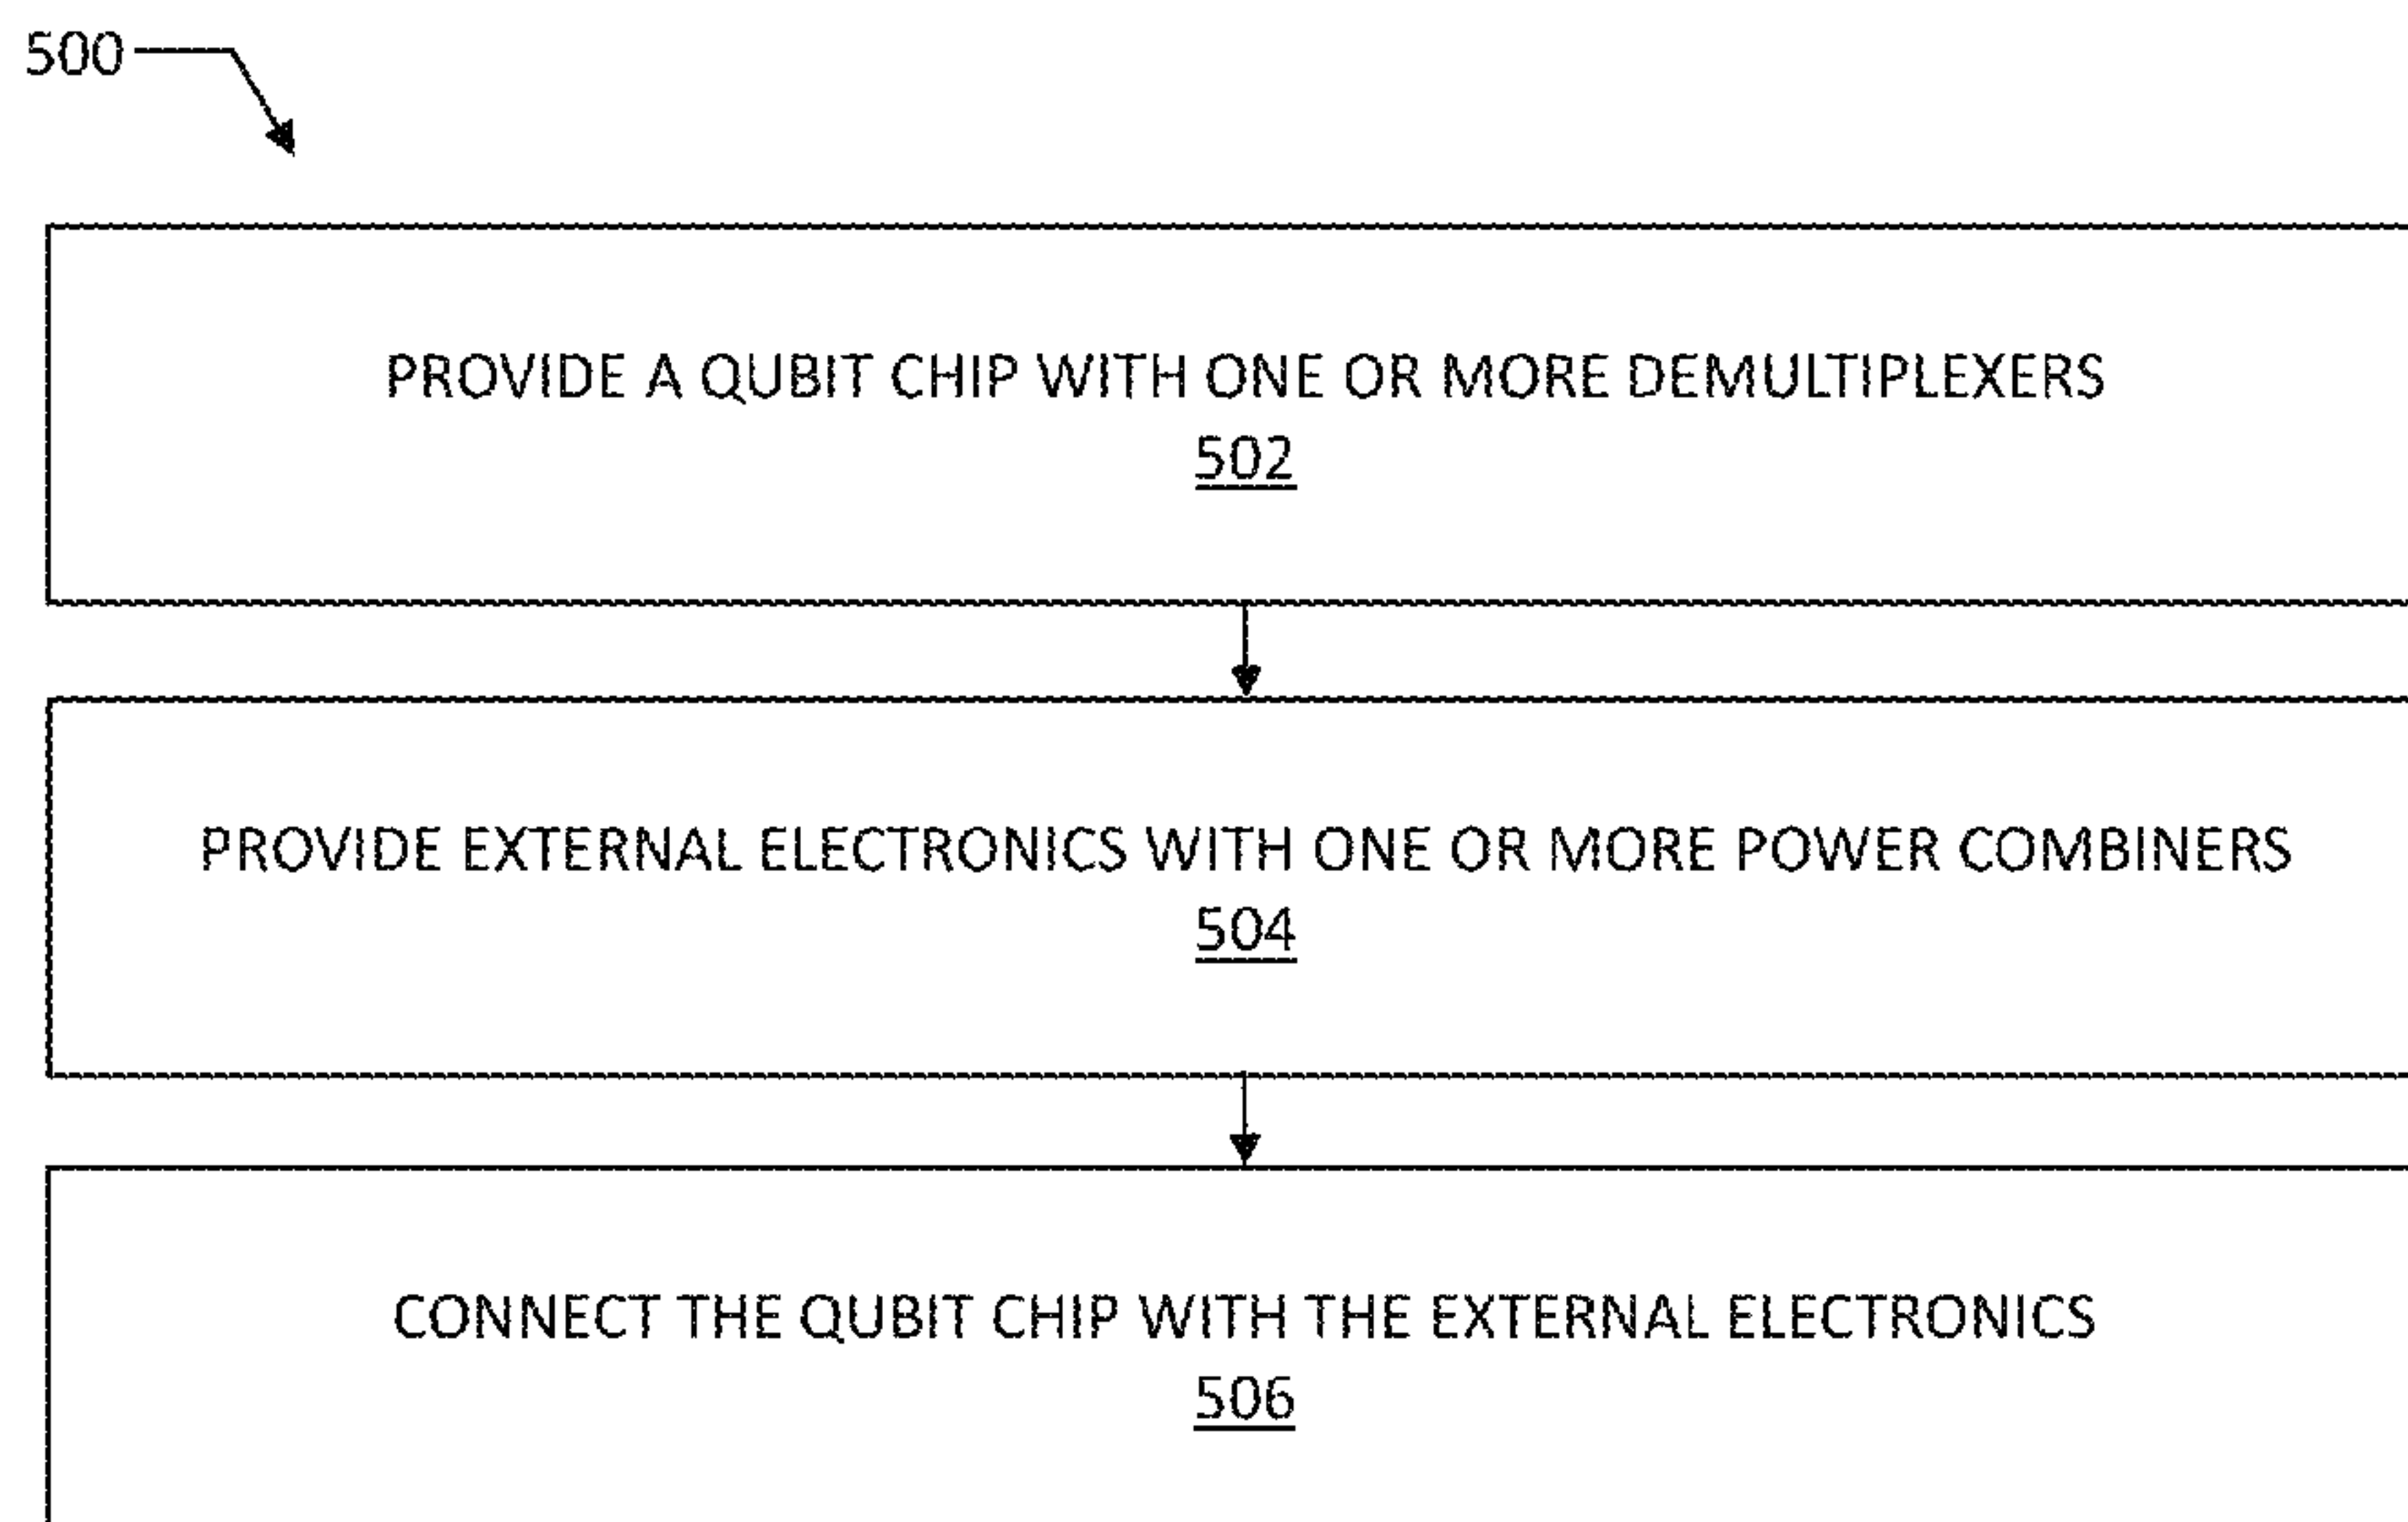 500
PROVIDE A QUBIT CHIP WITH ONE OR MORE DEMULTIPLEXERS
502
PROVIDE EXTERNAL ELECTRONICS WITH ONE OR MORE POWER COMBINERS
504
CONNECT THE QUBIT CHIP WITH THE EXTERNAL ELECTRONICS
506